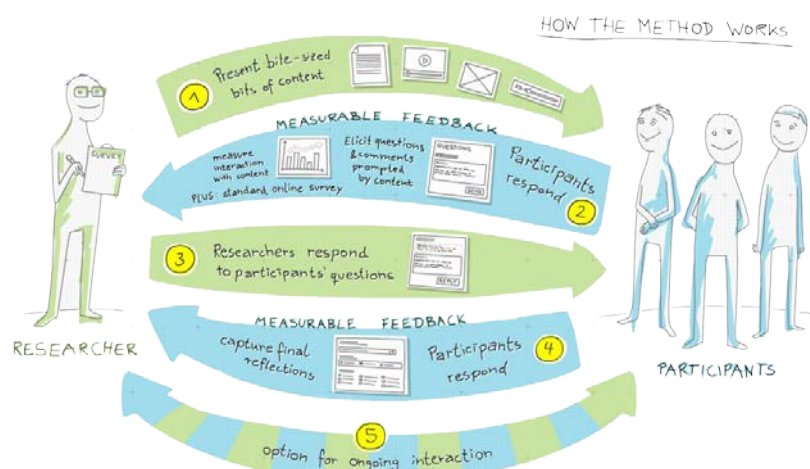 HOW THE METHOD WORKS
1
Present bite-sized
bits of content
MEASURABLE FEEDBACK
measure
interaction
with content
PLUS: standard online survey
Elicit questions
& comments
prompted
by content
QUESTIONS
SEND
Participants
respond
2
SURVEY
3
Researchers respond
to participants' questions
REPLY
MEASURABLE FEEDBACK
capture final
reflections
Participants
respond
4
RESEARCHER
PARTICIPANTS
5
option for ongoing interaction